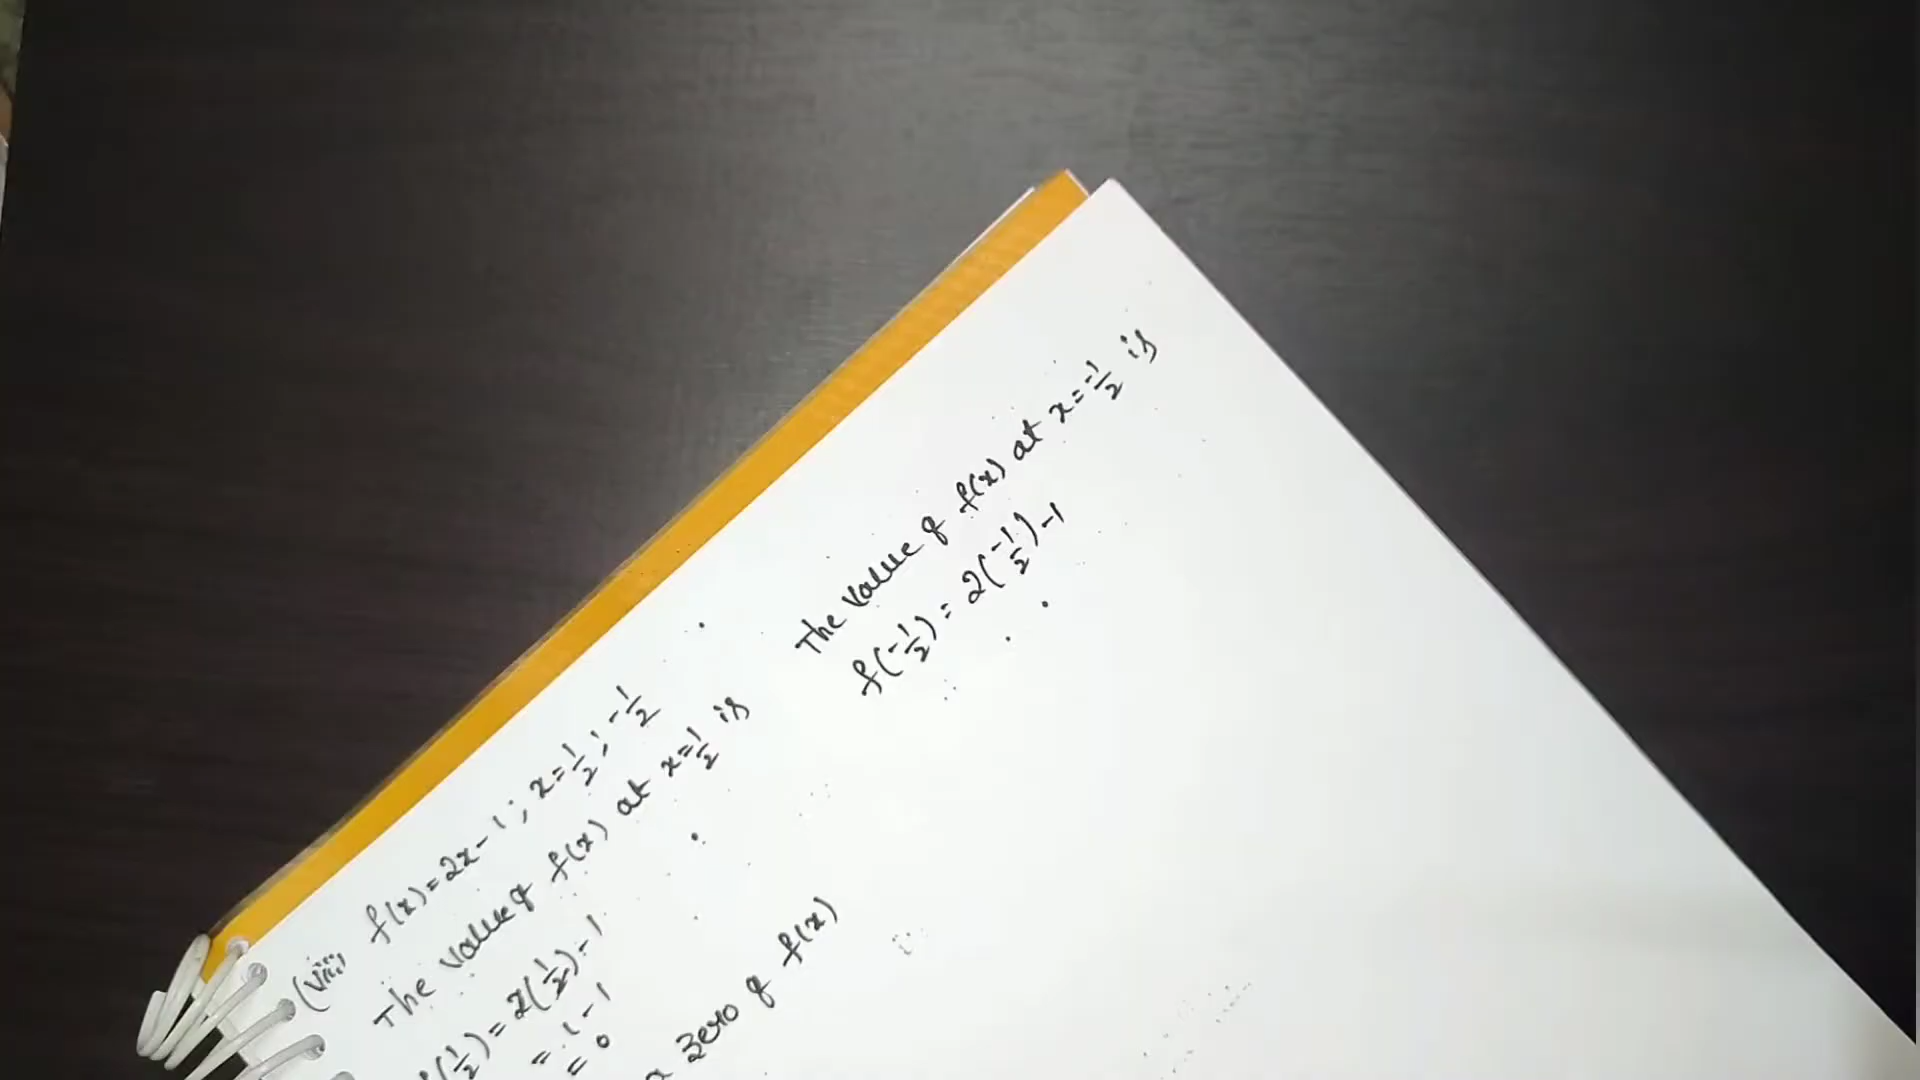 (viii) f(x)=2x-1; x=1/2, -1/2
The value of f(x) at x=1/2 is
f(1/2) = 2(1/2)-1
= 1-1
= 0
a zero of f(x)
The value of f(x) at x=-1/2 is
f(-1/2) = 2(-1/2)-1